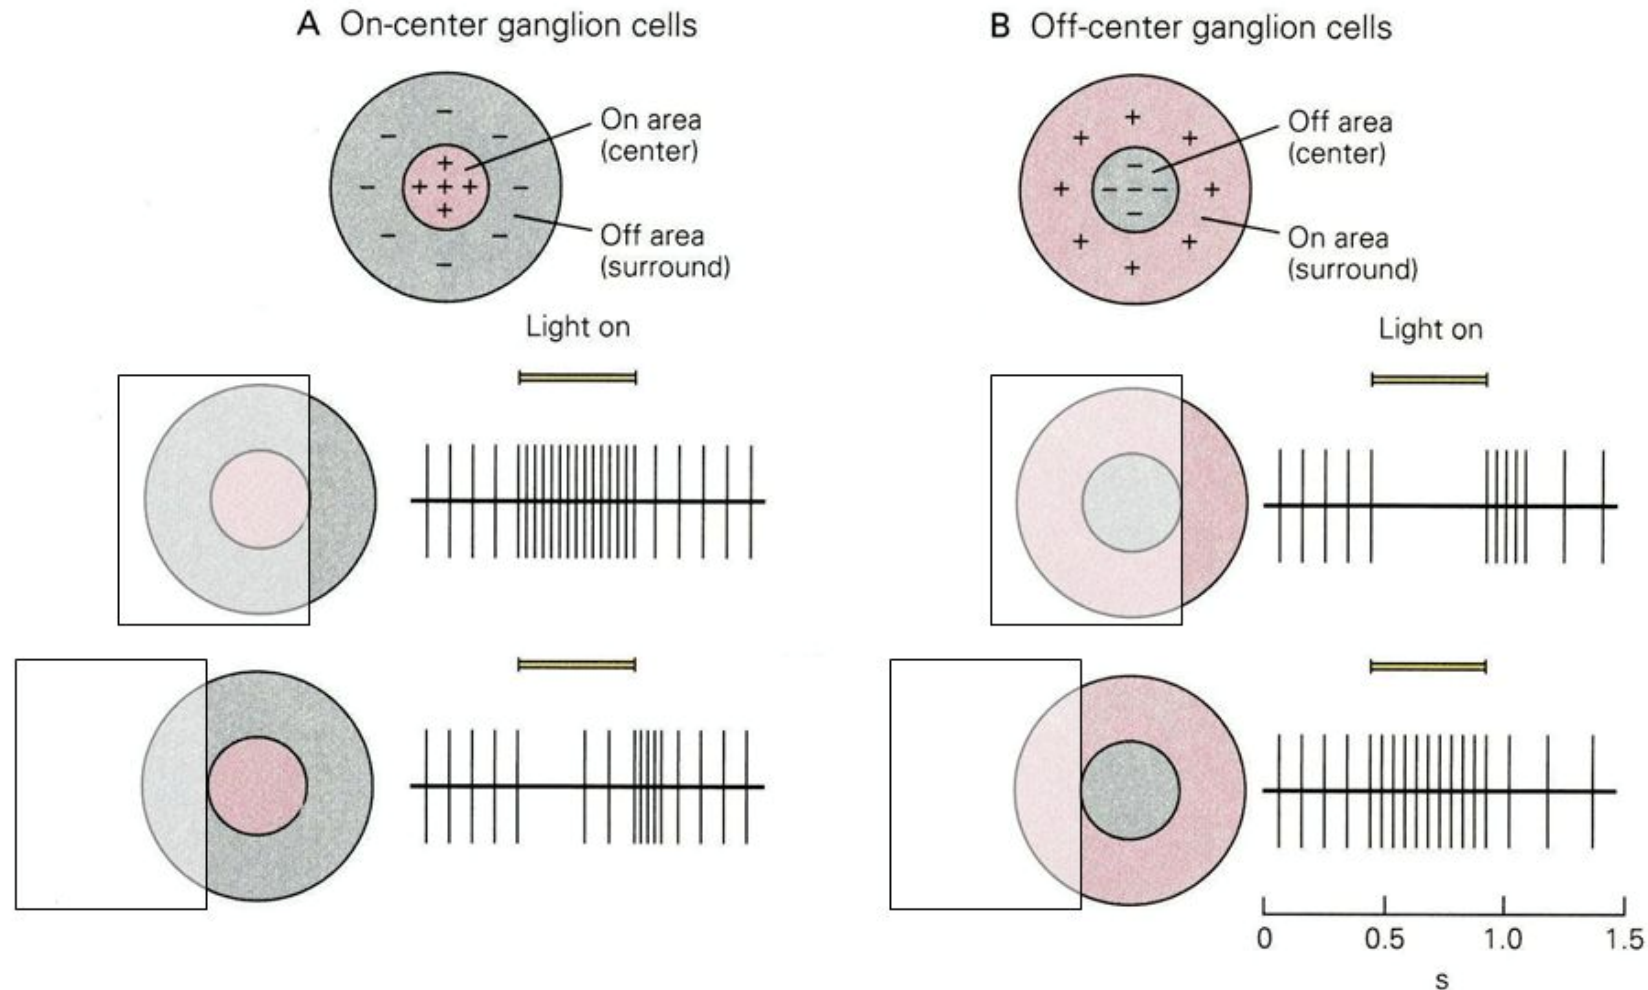 A On-center ganglion cells
+
+ + +
+
−
− −
− −
− −
−
On area
(center)
Off area
(surround)
Light on
B Off-center ganglion cells
+
+ +
+ +
+ +
+
−
− − −
−
Off area
(center)
On area
(surround)
Light on
0 0.5 1.0 1.5
s